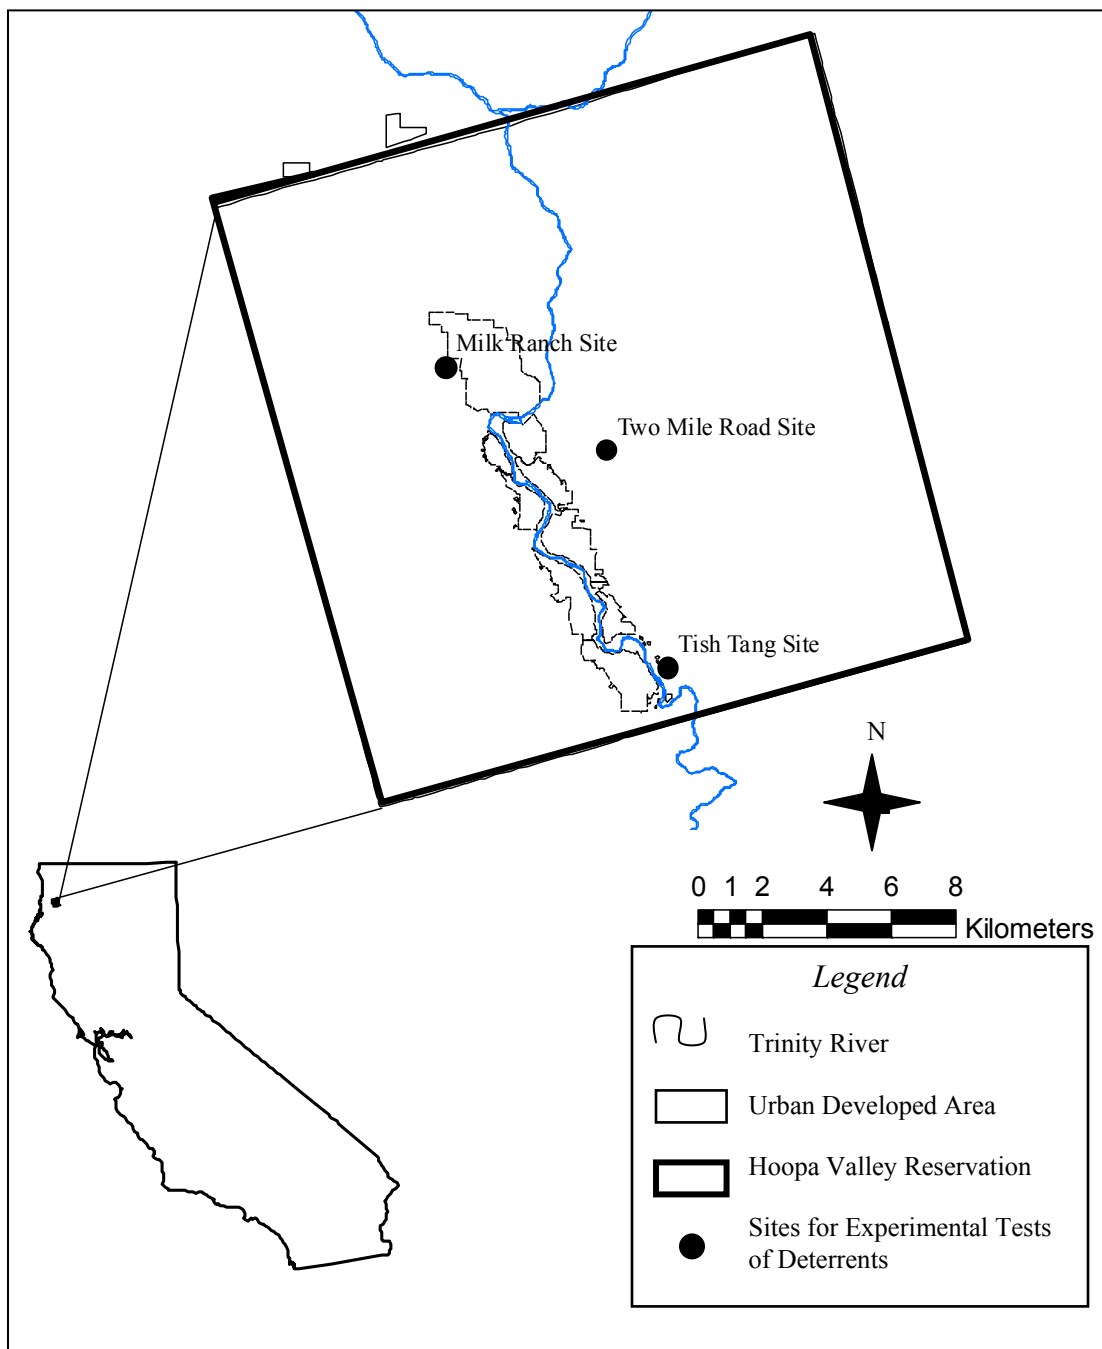 Milk Ranch Site
Two Mile Road Site
Tish Tang Site
N
0 1 2 4 6 8
Kilometers
Legend
Trinity River
Urban Developed Area
Hoopa Valley Reservation
Sites for Experimental Tests
of Deterrents